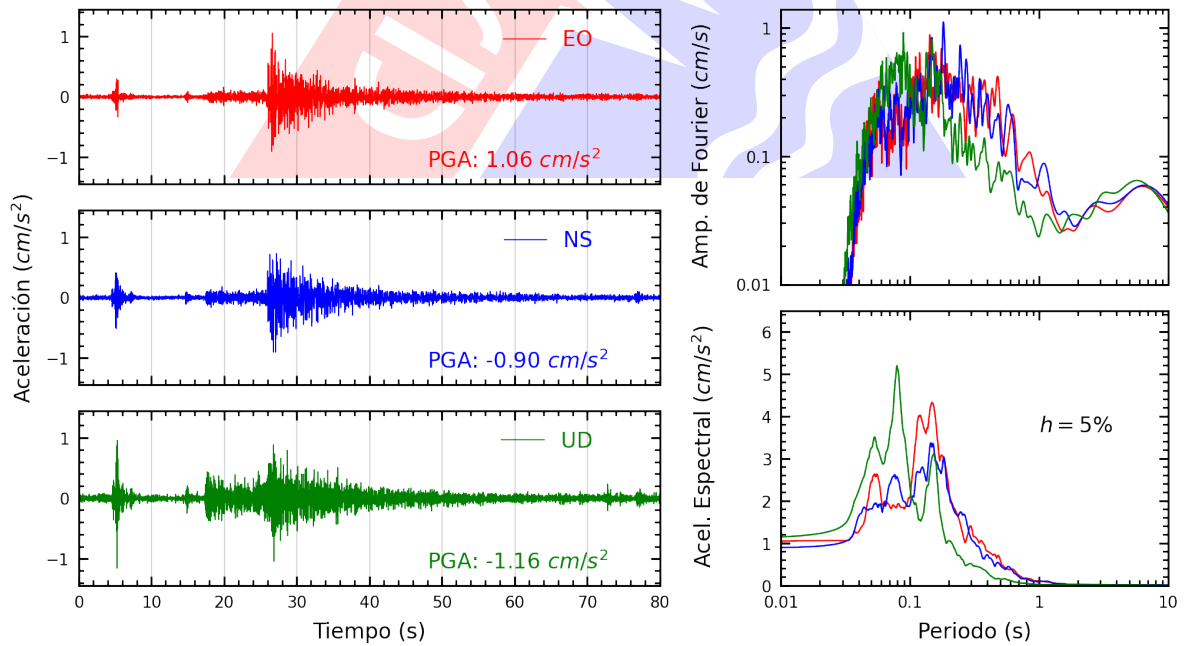 Aceleración (cm/s²)
1
0
−1
EO
PGA: 1.06 cm/s²
1
0
−1
NS
PGA: -0.90 cm/s²
1
0
−1
UD
PGA: -1.16 cm/s²
0 10 20 30 40 50 60 70 80
Tiempo (s)
Amp. de Fourier (cm/s)
1
0.1
0.01
Acel. Espectral (cm/s²)
6
5
4
3
2
1
0
h = 5%
0.01 0.1 1 10
Periodo (s)